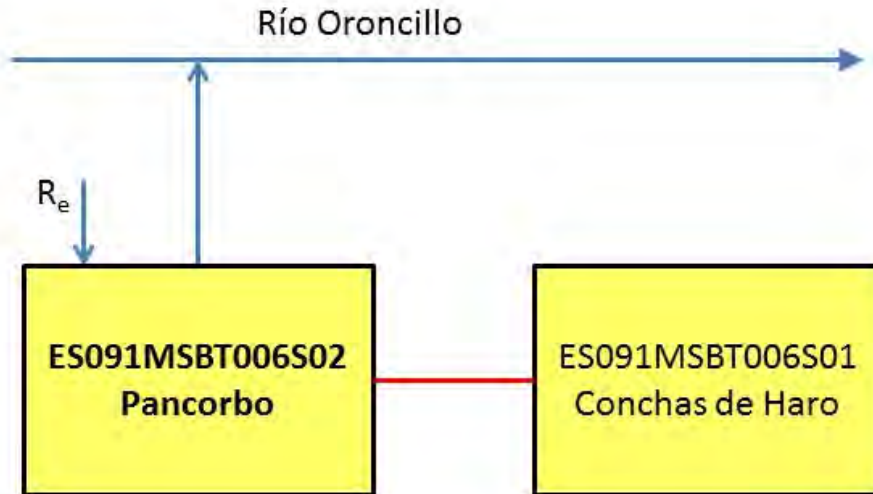 Río Oroncillo
Re
ES091MSBT006S02
Pancorbo
ES091MSBT006S01
Conchas de Haro